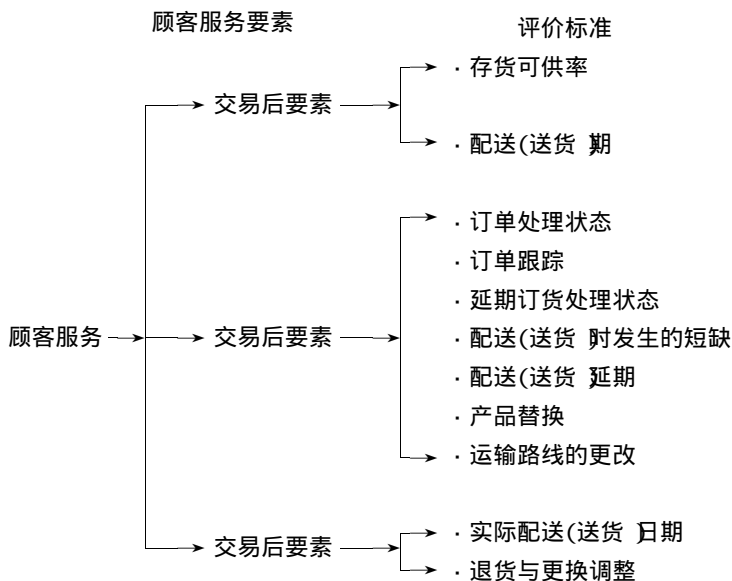 顾客服务要素
评价标准
交易后要素
· 存货可供率
· 配送(送货)期
顾客服务
交易后要素
· 订单处理状态
· 订单跟踪
· 延期订货处理状态
· 配送(送货)时发生的短缺
· 配送(送货)延期
· 产品替换
· 运输路线的更改
交易后要素
· 实际配送(送货)日期
· 退货与更换调整